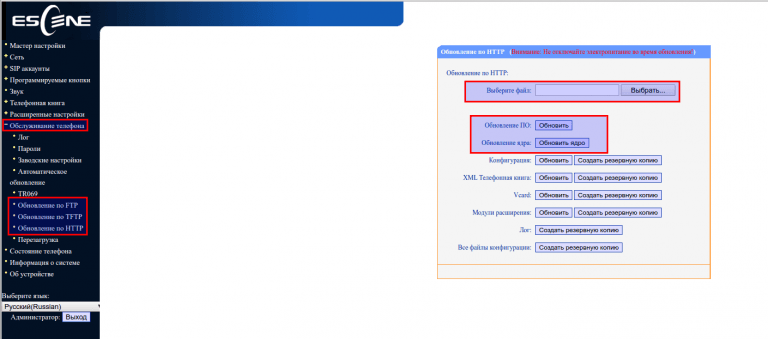 ESCENE
Мастер настройки
Сеть
SIP аккаунты
Программируемые кнопки
Звук
Телефонная книга
Расширенные настройки
Обслуживание телефона
Лог
Пароли
Заводские настройки
Автоматическое
обновление
TR069
Обновление по FTP
Обновление по TFTP
Обновление по HTTP
Перезагрузка
Состояние телефона
Информация о системе
Об устройстве
Выберите язык:
Русский(Russian)
Администратор: Выход
Обновление по HTTP (Внимание: Не отключайте электропитание во время обновления!)
Обновление по HTTP:
Выберите файл: Выбрать...
Обновление ПО: Обновить
Обновление ядра: Обновить ядро
Конфигурация: Обновить Создать резервную копию
XML Телефонная книга: Обновить Создать резервную копию
Vcard: Обновить Создать резервную копию
Модули расширения: Обновить Создать резервную копию
Лог: Создать резервную копию
Все файлы конфигурации: Создать резервную копию